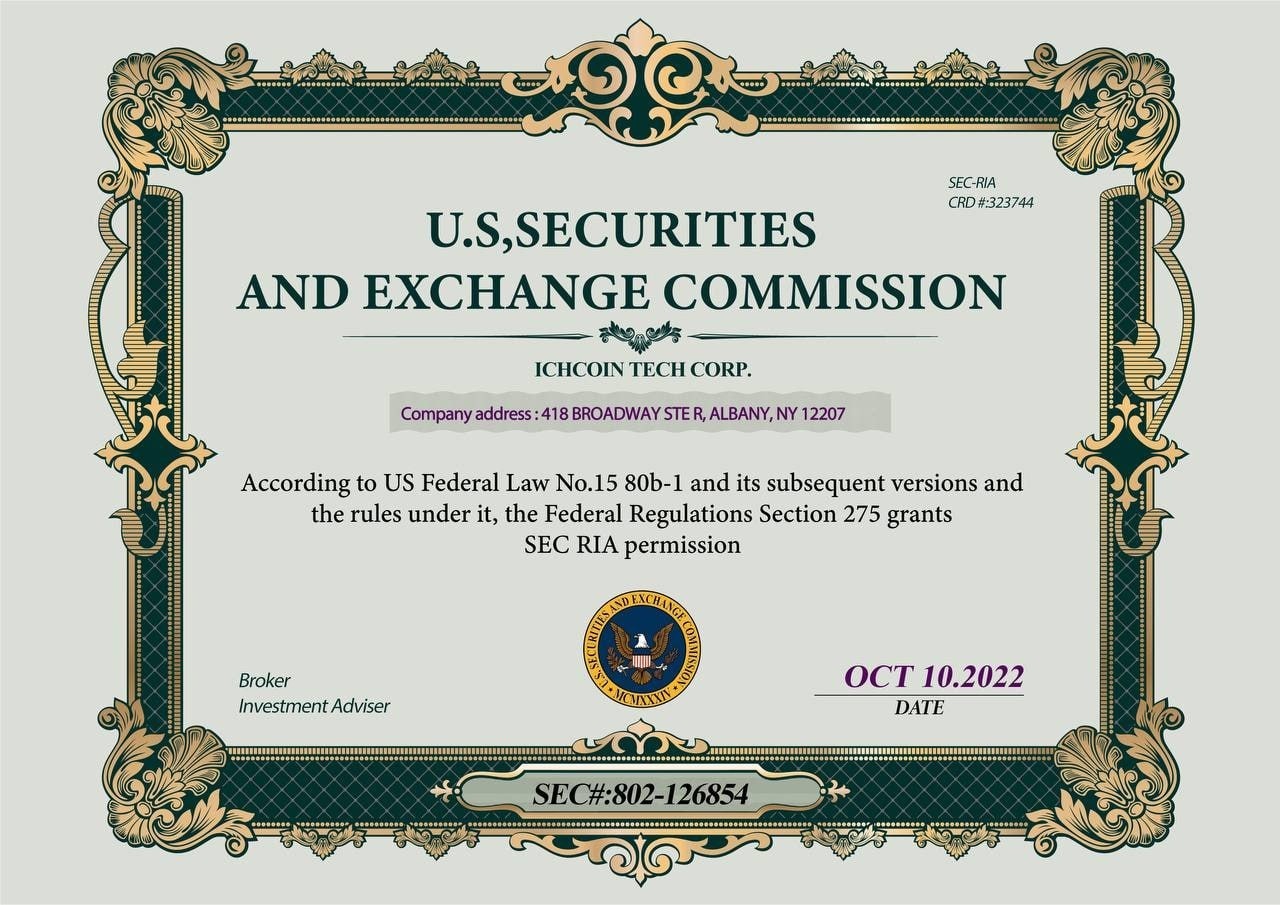 SEC-RIA
CRD #:323744
U.S,SECURITIES
AND EXCHANGE COMMISSION
ICHCOIN TECH CORP.
Company address : 418 BROADWAY STE R, ALBANY, NY 12207
According to US Federal Law No.15 80b-1 and its subsequent versions and
the rules under it, the Federal Regulations Section 275 grants
SEC RIA permission
U.S. SECURITIES AND EXCHANGE COMMISSION
MCMXXXIV
Broker
Investment Adviser
OCT 10.2022
DATE
SEC#:802-126854